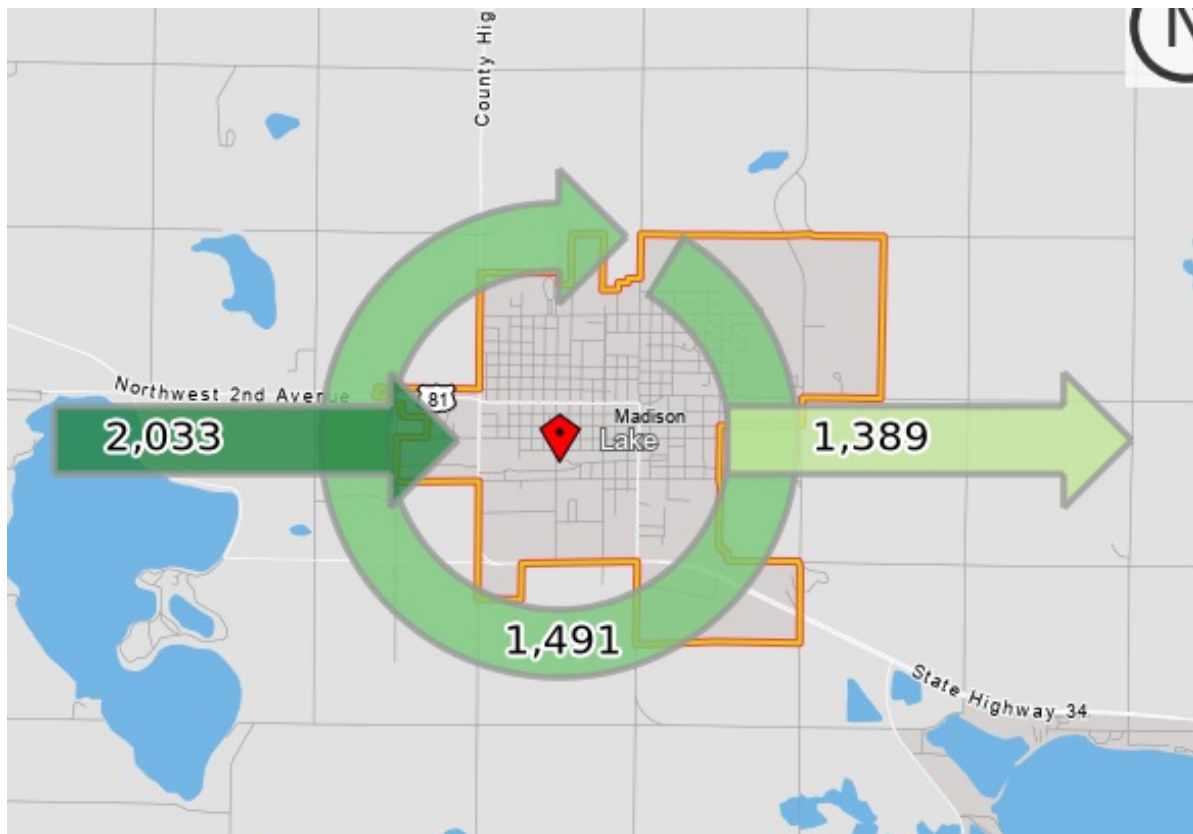 N
County Hig
Northwest 2nd Avenue
81
Madison
Lake
2,033
1,389
1,491
State Highway 34